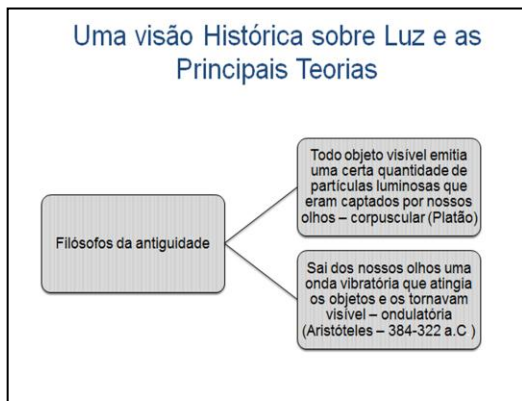 Uma visão Histórica sobre Luz e as
Principais Teorias
Filósofos da antiguidade
Todo objeto visível emitia
uma certa quantidade de
partículas luminosas que
eram captados por nossos
olhos – corpuscular (Platão)
Sai dos nossos olhos uma
onda vibratória que atingia
os objetos e os tornavam
visível – ondulatória
(Aristóteles – 384-322 a.C )